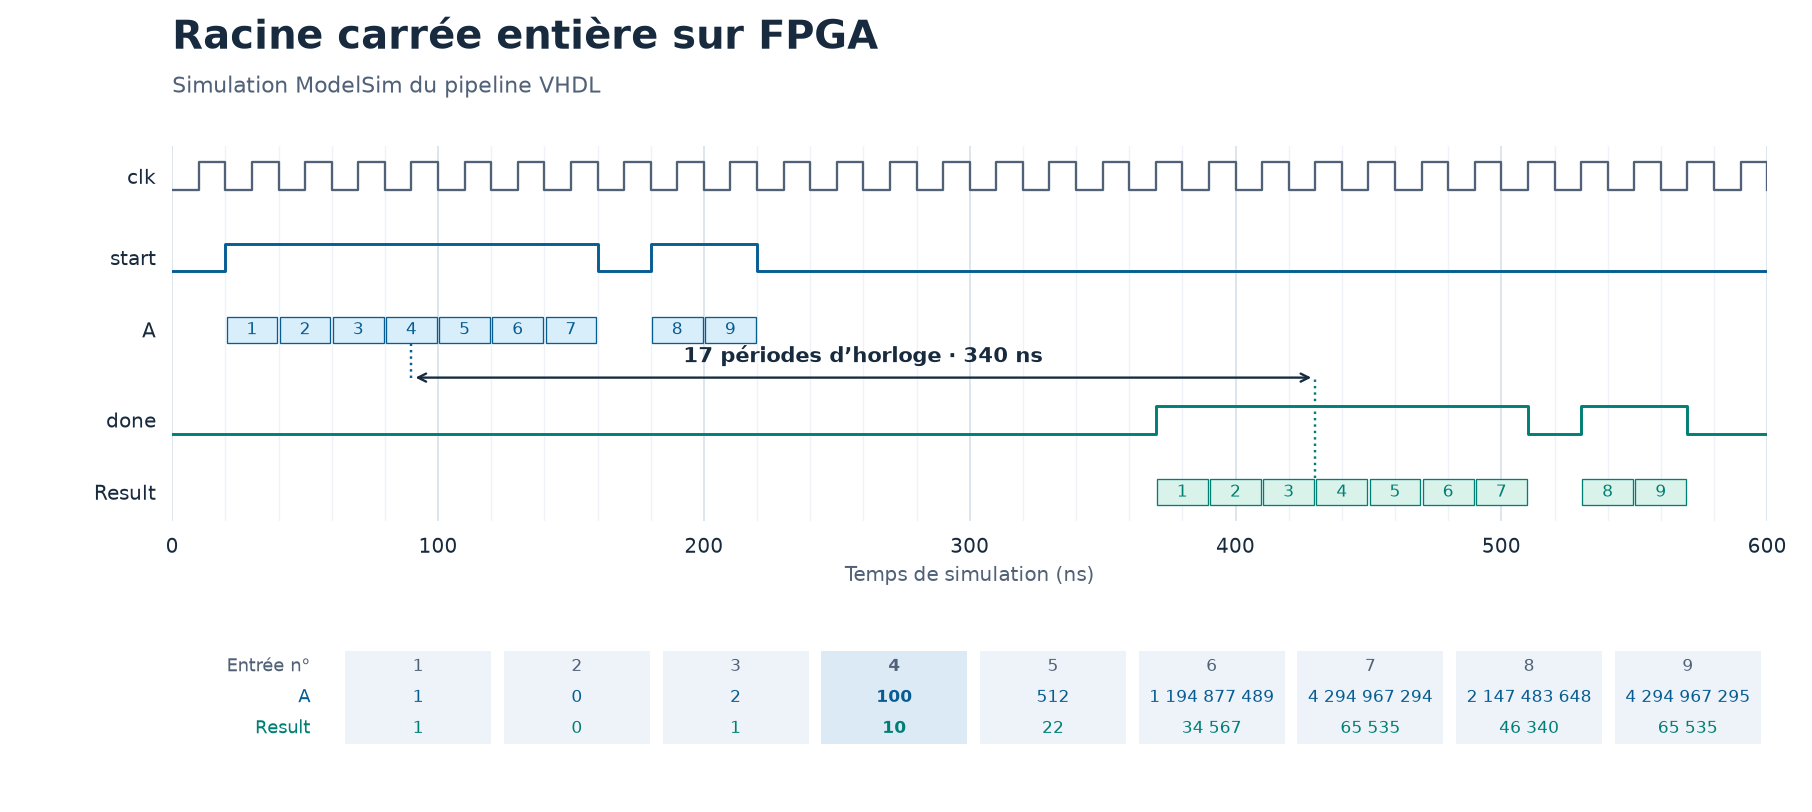 Racine carrée entière sur FPGA
Simulation ModelSim du pipeline VHDL
clk
start
A 1 2 3 4 5 6 7 8 9
17 périodes d’horloge · 340 ns
done
Result 1 2 3 4 5 6 7 8 9
0 100 200 300 400 500 600
Temps de simulation (ns)
Entrée n° 1 2 3 4 5 6 7 8 9
A 1 0 2 100 512 1 194 877 489 4 294 967 294 2 147 483 648 4 294 967 295
Result 1 0 1 10 22 34 567 65 535 46 340 65 535